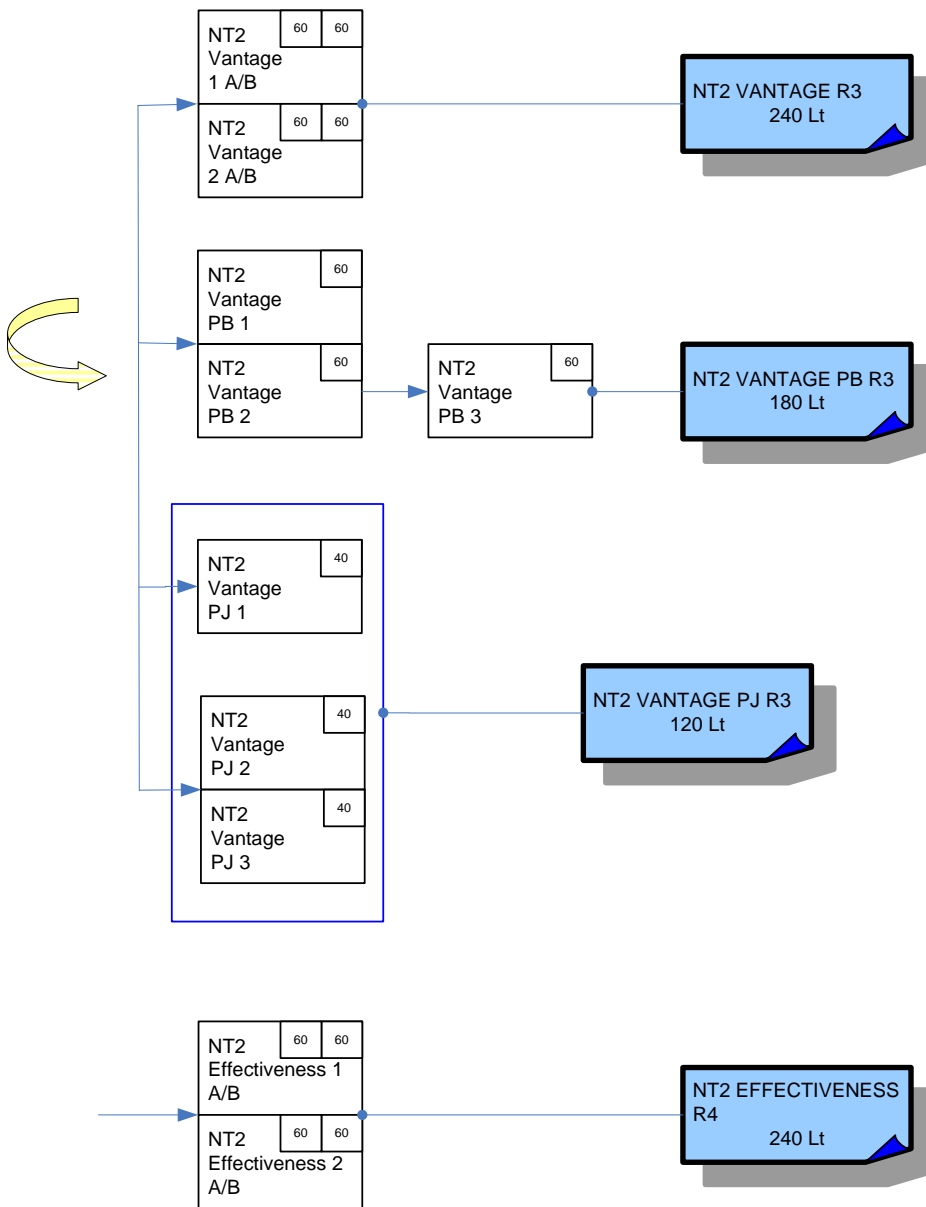 NT2
Vantage
1 A/B
60
60
NT2
Vantage
2 A/B
60
60
NT2 VANTAGE R3
240 Lt
NT2
Vantage
PB 1
60
NT2
Vantage
PB 2
60
NT2
Vantage
PB 3
60
NT2 VANTAGE PB R3
180 Lt
NT2
Vantage
PJ 1
40
NT2
Vantage
PJ 2
40
NT2
Vantage
PJ 3
40
NT2 VANTAGE PJ R3
120 Lt
NT2
Effectiveness 1
A/B
60
60
NT2
Effectiveness 2
A/B
60
60
NT2 EFFECTIVENESS
R4
240 Lt